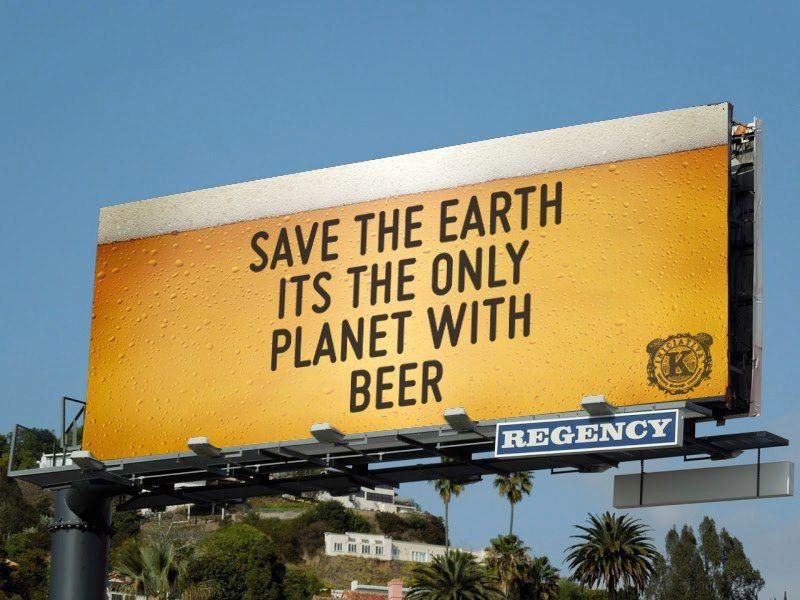 SAVE THE EARTH
ITS THE ONLY
PLANET WITH
BEER
K
REGENCY